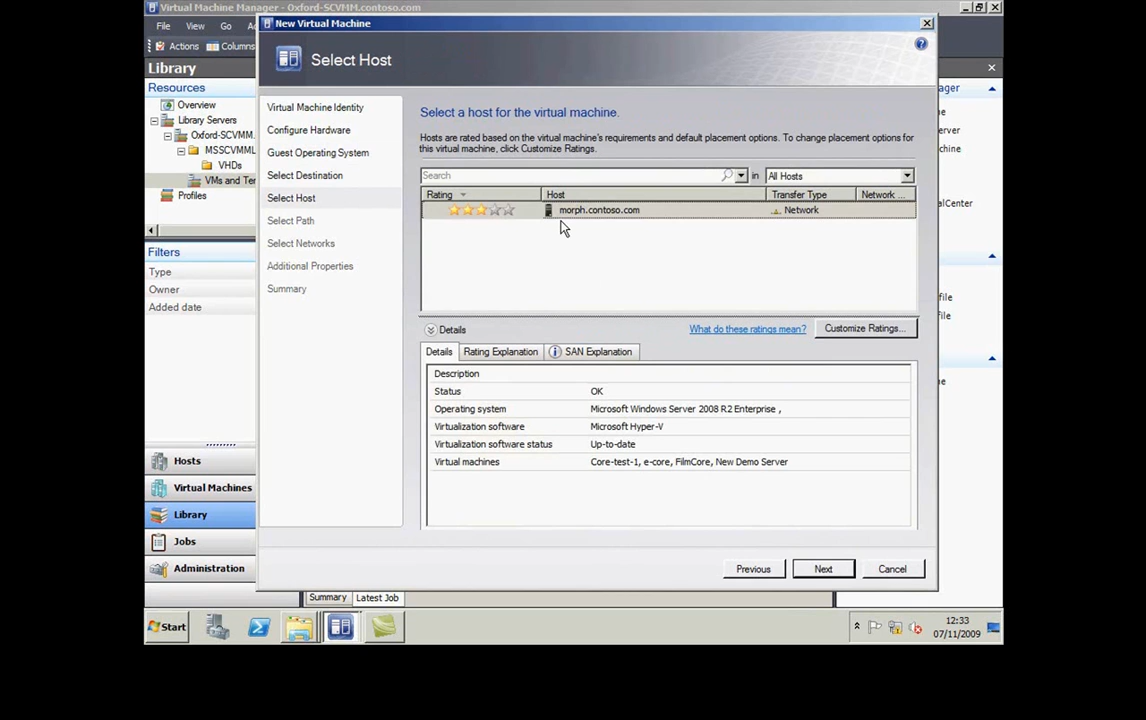 Virtual Machine Manager - Oxford-SCVMM.contoso.com
File View Go
Actions Columns
Library
Resources
Overview
Library Servers
Oxford-SCVMM.
MSSCVMML
VHDs
VMs and Ter
Profiles
Filters
Type
Owner
Added date
Hosts
Virtual Machines
Library
Jobs
Administration
New Virtual Machine
Select Host
Virtual Machine Identity
Configure Hardware
Guest Operating System
Select Destination
Select Host
Select Path
Select Networks
Additional Properties
Summary
Select a host for the virtual machine.
Hosts are rated based on the virtual machine's requirements and default placement options. To change placement options for
this virtual machine, click Customize Ratings.
Search in All Hosts
Rating Host Transfer Type Network ...
morph.contoso.com Network
Details What do these ratings mean? Customize Ratings...
Details Rating Explanation SAN Explanation
Description
Status OK
Operating system Microsoft Windows Server 2008 R2 Enterprise ,
Virtualization software Microsoft Hyper-V
Virtualization software status Up-to-date
Virtual machines Core-test-1, e-core, FilmCore, New Demo Server
Previous Next Cancel
ager
erver
chine
alCenter
file
file
Summary Latest Job
Start
12:33
07/11/2009